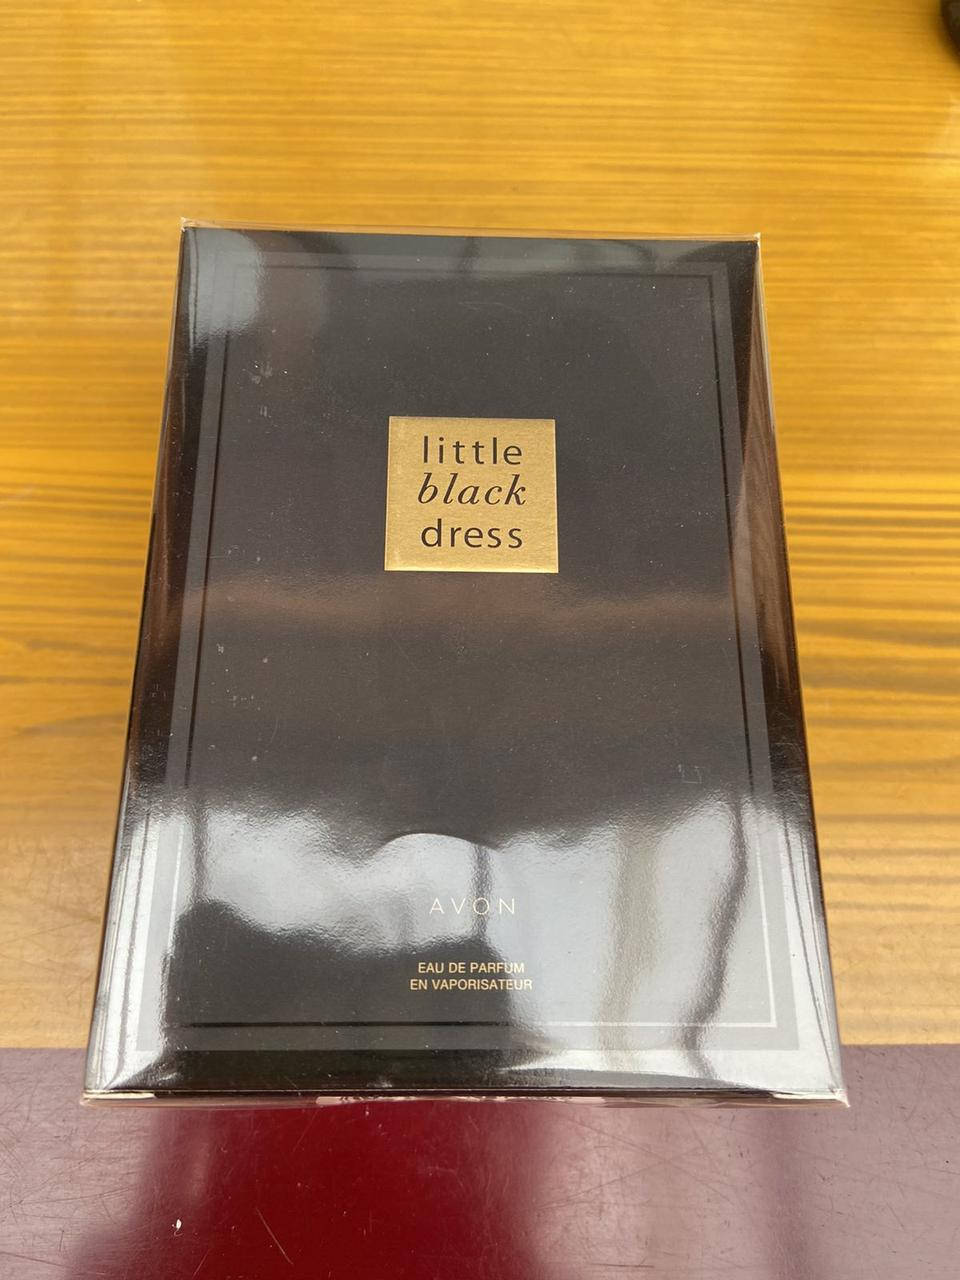 little
black
dress
AVON
EAU DE PARFUM
EN VAPORISATEUR